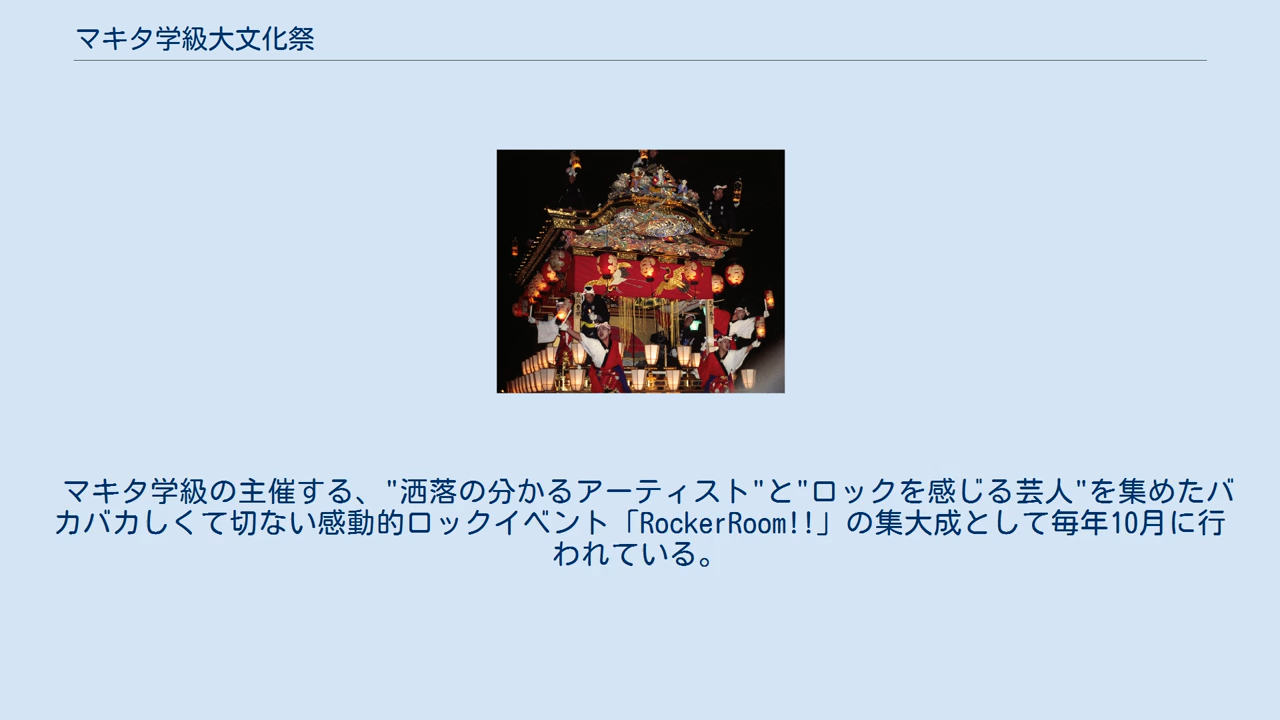 マキタ学級大文化祭
マキタ学級の主催する、"洒落の分かるアーティスト"と"ロックを感じる芸人"を集めたバ
カバカしくて切ない感動的ロックイベント「RockerRoom!!」の集大成として毎年10月に行
われている。